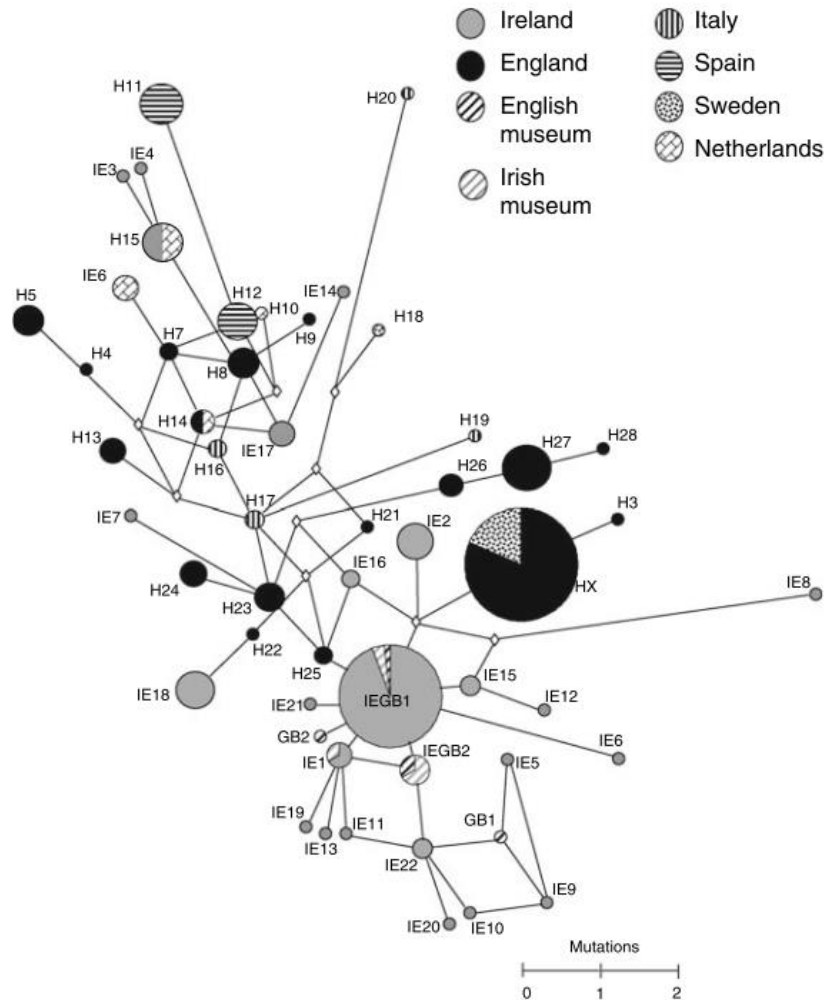 Ireland
England
English
museum
Irish
museum
Italy
Spain
Sweden
Netherlands
H11
H20
IE4
IE3
H15
IE6
H12
IE14
H10
H5
H18
H7
H9
H4
H8
H14
IE17
H19
H13
H16
H27
H28
H26
H17
IE7
H21
IE2
H3
IE16
H24
HX
IE8
H23
H22
H25
IE15
IE18
IEGB1
IE12
IE21
GB2
IEGB2
IE6
IE1
IE5
IE19
IE11
GB1
IE13
IE22
IE9
IE20
IE10
Mutations
0 1 2